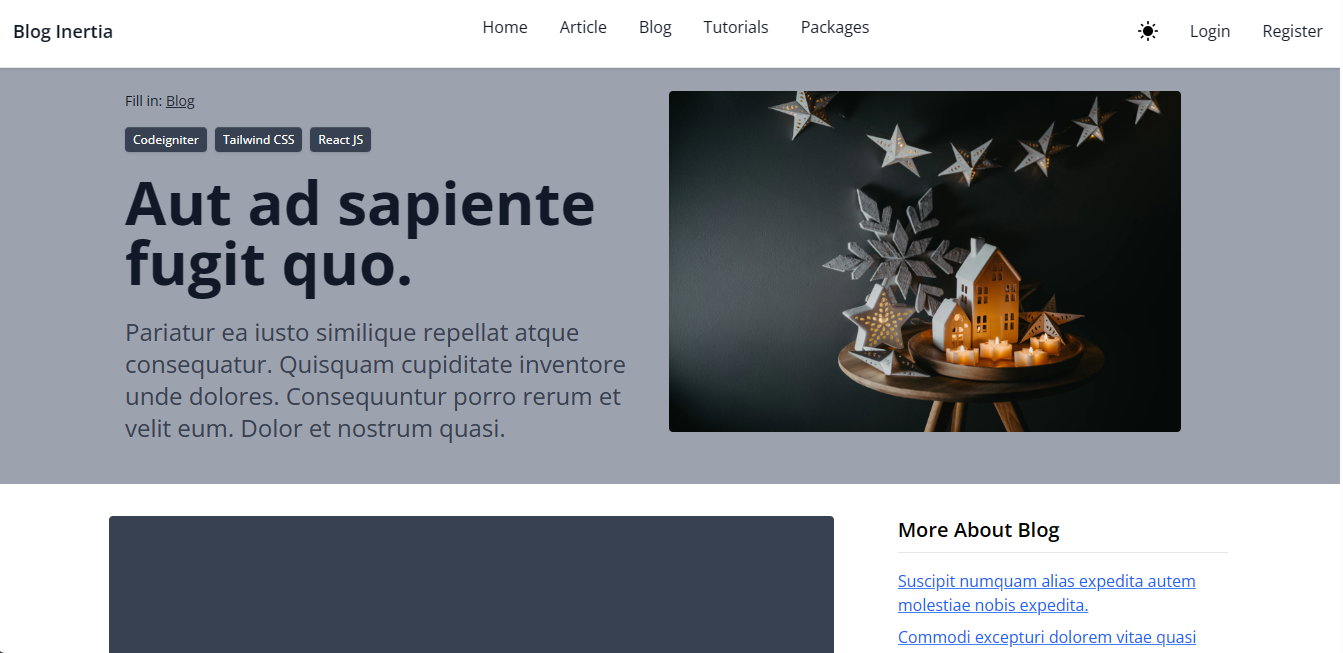 Blog Inertia
Home
Article
Blog
Tutorials
Packages
Login
Register
Fill in: Blog
Codeigniter
Tailwind CSS
React JS
Aut ad sapiente
fugit quo.
Pariatur ea iusto similique repellat atque
consequatur. Quisquam cupiditate inventore
unde dolores. Consequuntur porro rerum et
velit eum. Dolor et nostrum quasi.
More About Blog
Suscipit numquam alias expedita autem
molestiae nobis expedita.
Commodi excepturi dolorem vitae quasi